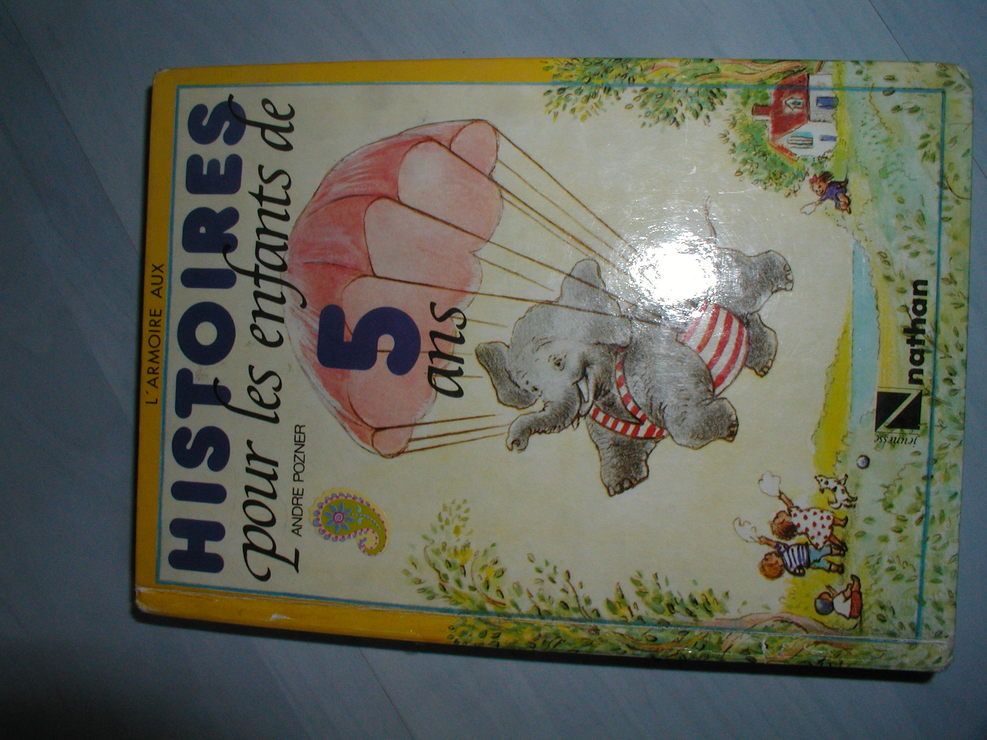 L'ARMOIRE AUX
HISTOIRES
pour les enfants de
ANDRE POZNER
5
ans
jeunesse
N
nathan